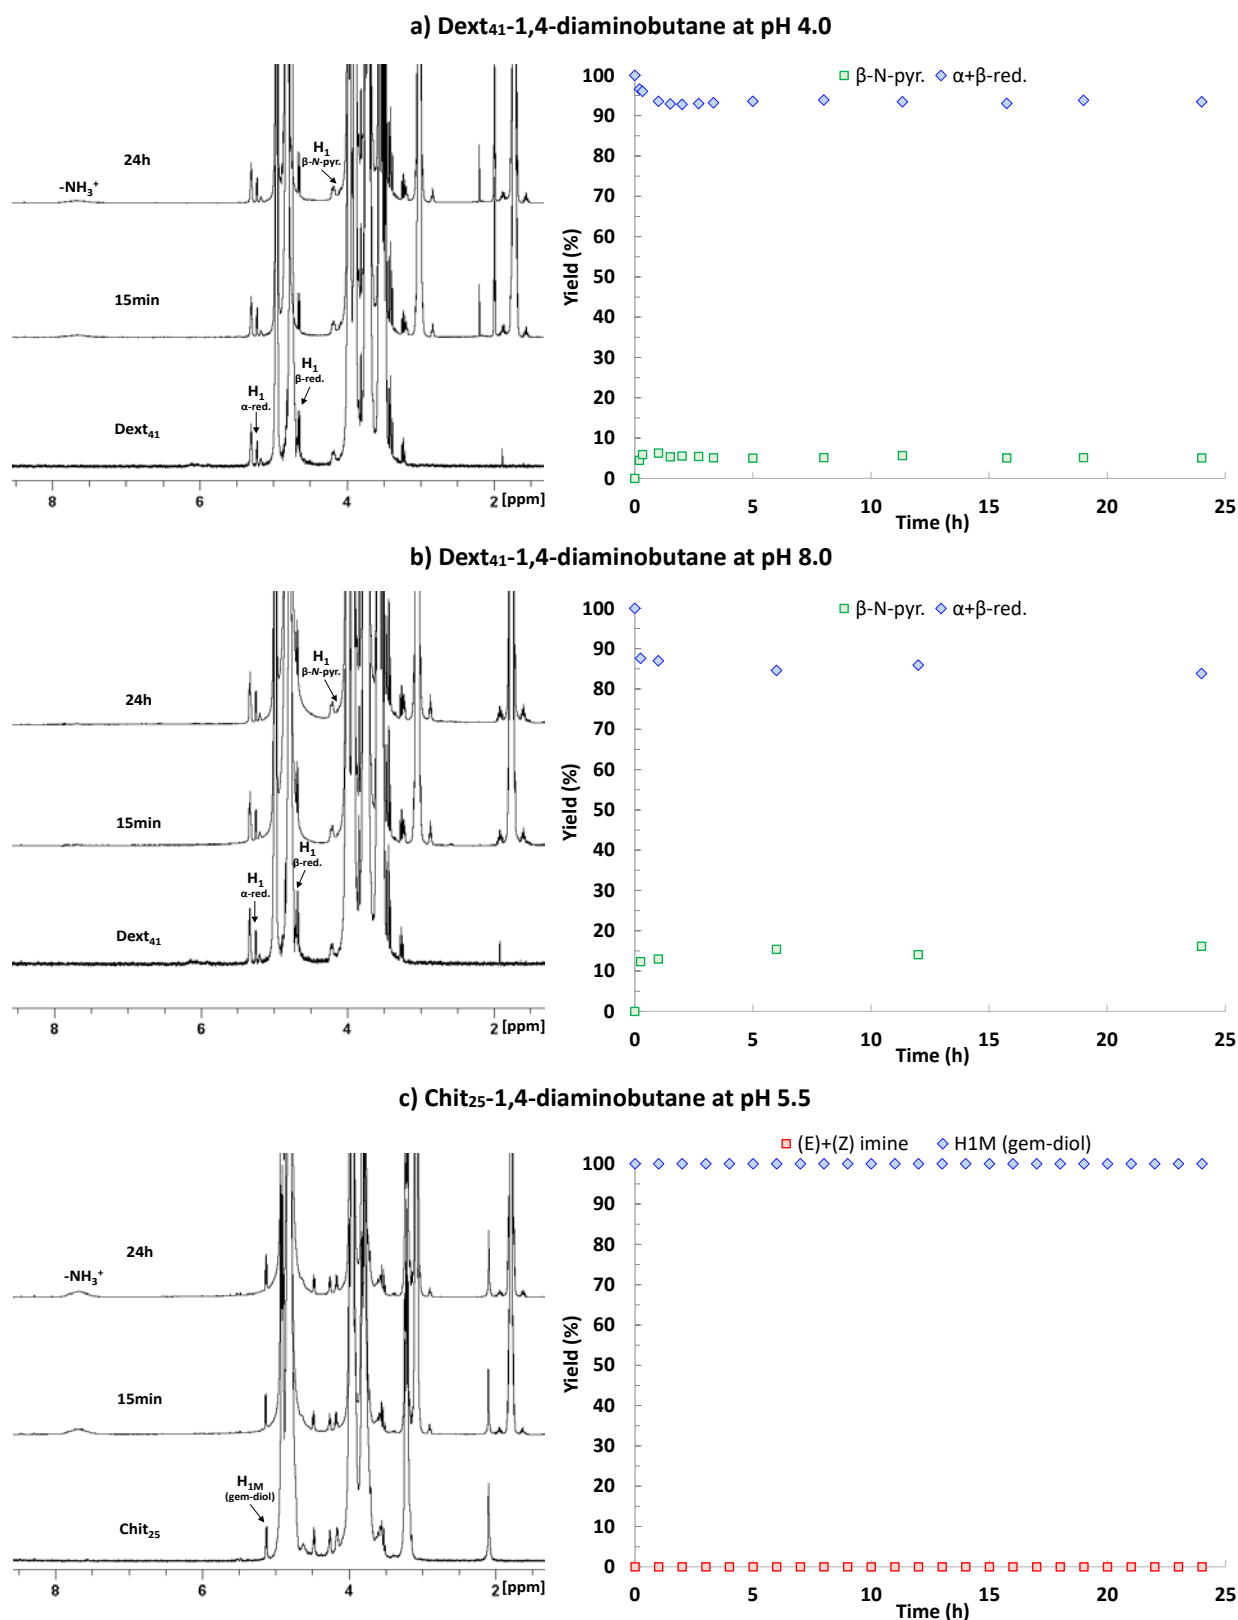 a) Dext41-1,4-diaminobutane at pH 4.0
24h
-NH3+
H1
β-N-pyr.
15min
H1
β-red.
H1
α-red.
Dext41
8 6 4 2 [ppm]
β-N-pyr. α+β-red.
Yield (%)
100
90
80
70
60
50
40
30
20
10
0
0 5 10 15 20 25
Time (h)
b) Dext41-1,4-diaminobutane at pH 8.0
24h
H1
β-N-pyr.
15min
H1
β-red.
H1
α-red.
Dext41
8 6 4 2 [ppm]
β-N-pyr. α+β-red.
Yield (%)
100
90
80
70
60
50
40
30
20
10
0
0 5 10 15 20 25
Time (h)
c) Chit25-1,4-diaminobutane at pH 5.5
24h
-NH3+
15min
H1M
(gem-diol)
Chit25
8 6 4 2 [ppm]
(E)+(Z) imine H1M (gem-diol)
Yield (%)
100
90
80
70
60
50
40
30
20
10
0
0 5 10 15 20 25
Time (h)